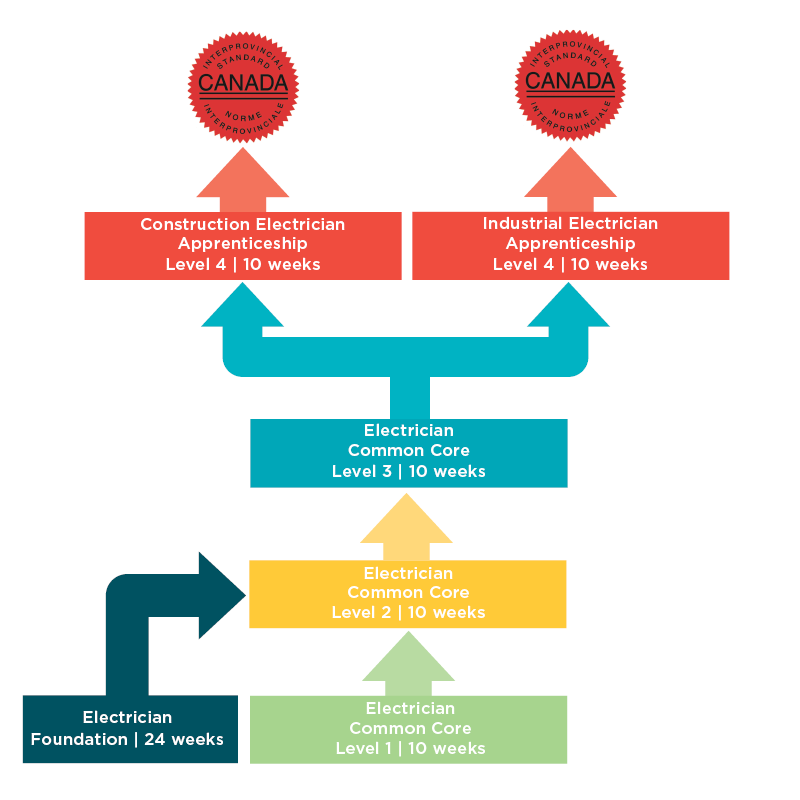 INTERPROVINCIAL
STANDARD
CANADA
NORME
INTERPROVINCIALE
INTERPROVINCIAL
STANDARD
CANADA
NORME
INTERPROVINCIALE
Construction Electrician
Apprenticeship
Level 4 | 10 weeks
Industrial Electrician
Apprenticeship
Level 4 | 10 weeks
Electrician
Common Core
Level 3 | 10 weeks
Electrician
Common Core
Level 2 | 10 weeks
Electrician
Foundation | 24 weeks
Electrician
Common Core
Level 1 | 10 weeks